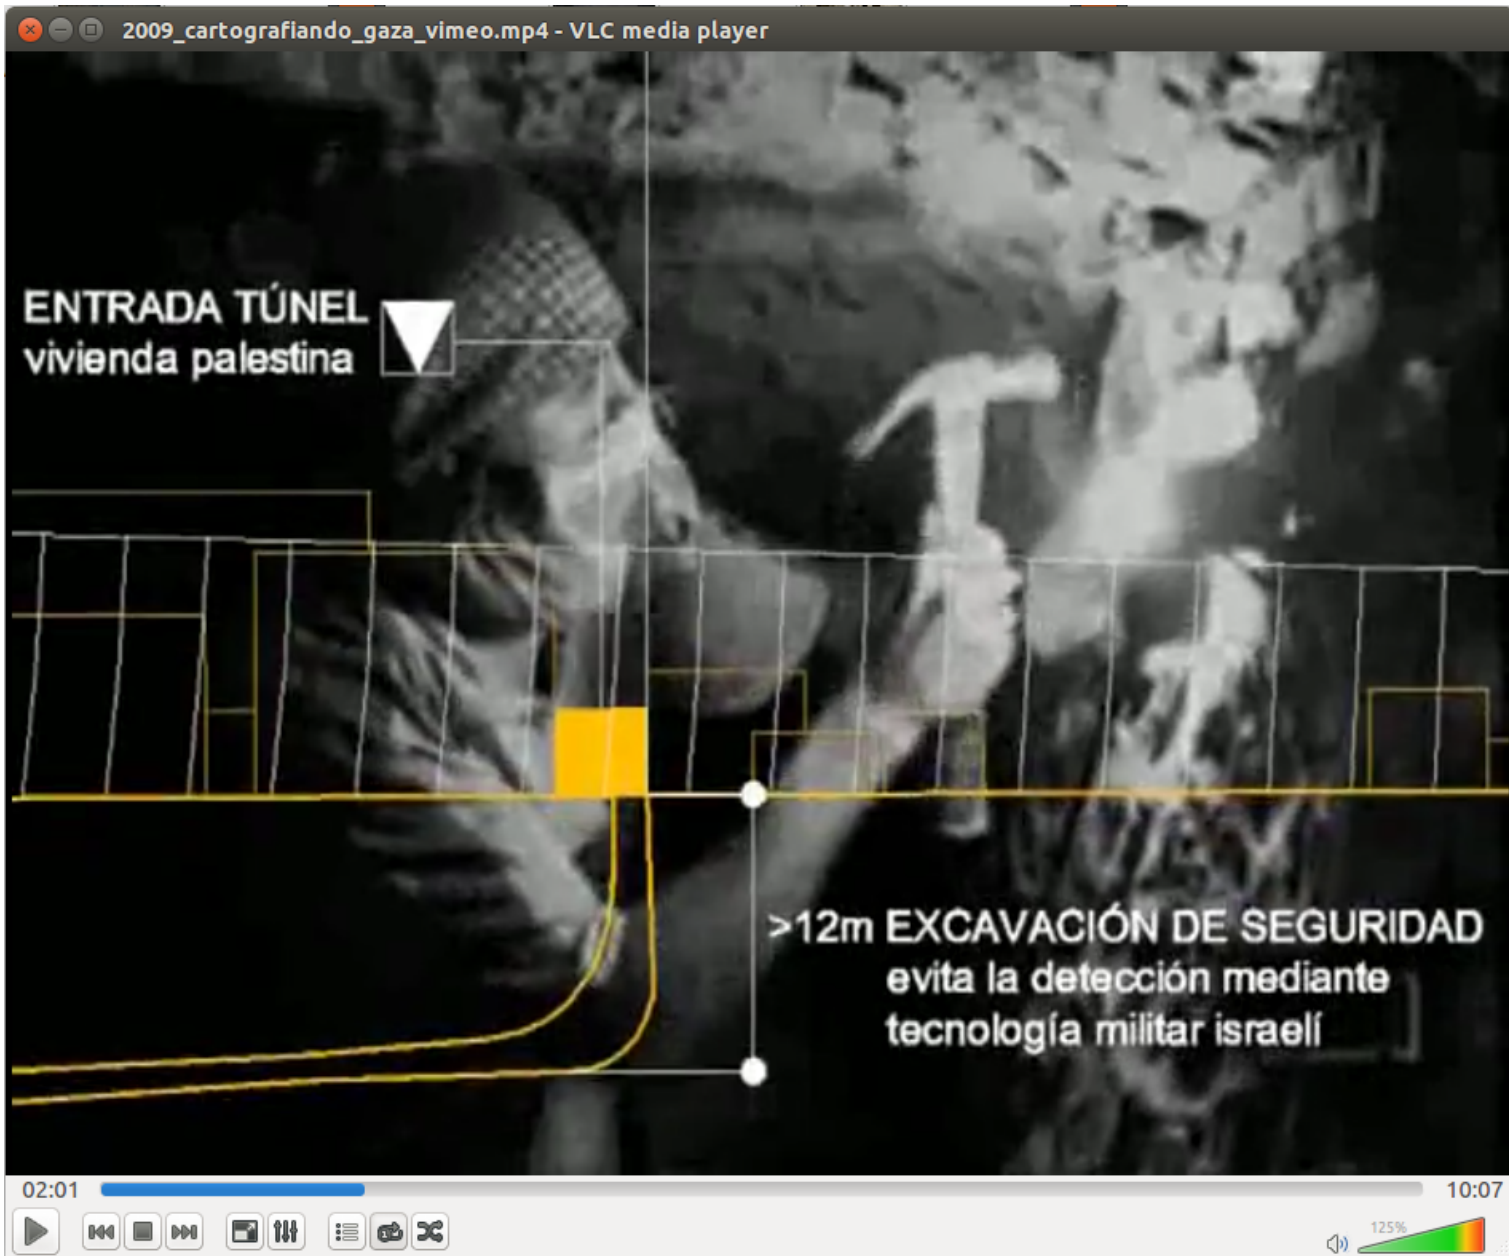 2009_cartografiando_gaza_vimeo.mp4 - VLC media player
ENTRADA TÚNEL
vivienda palestina
>12m EXCAVACIÓN DE SEGURIDAD
evita la detección mediante
tecnología militar israelí
02:01
10:07
125%